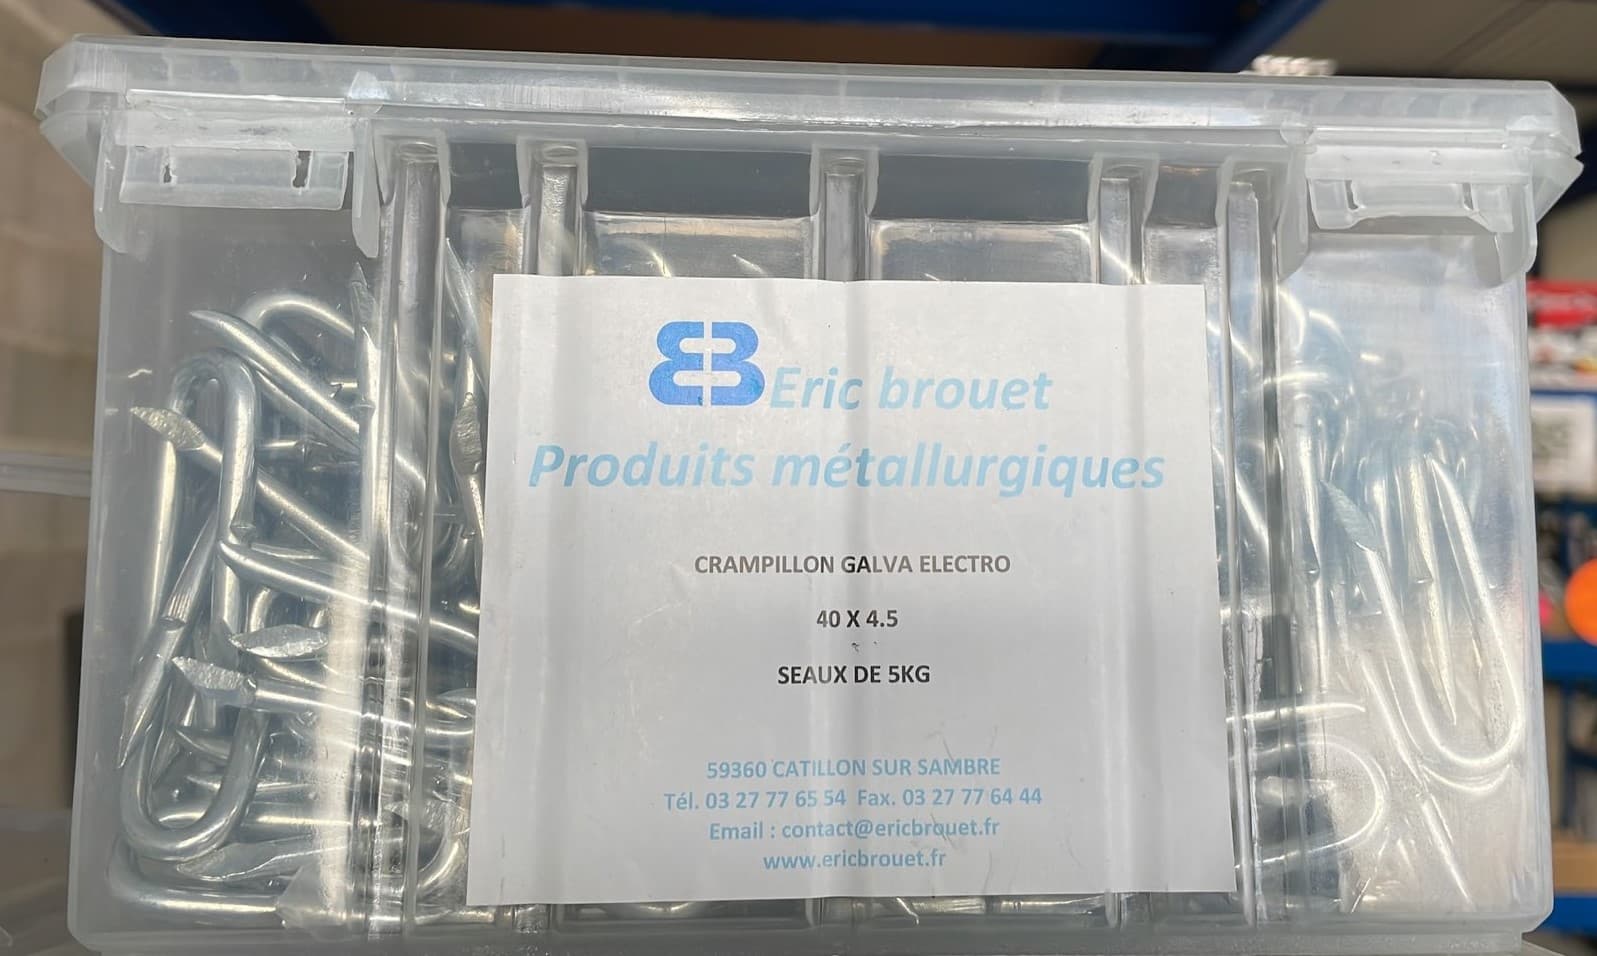 EB Eric brouet
Produits métallurgiques
CRAMPILLON GALVA ELECTRO
40 X 4.5
SEAUX DE 5KG
59360 CATILLON SUR SAMBRE
Tél. 03 27 77 65 54 Fax. 03 27 77 64 44
Email : contact@ericbrouet.fr
www.ericbrouet.fr